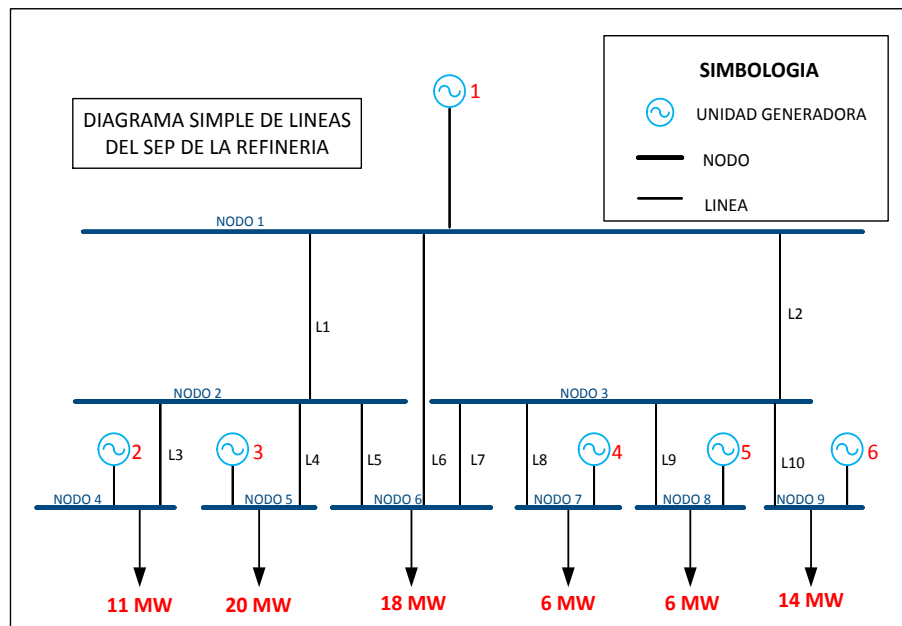 DIAGRAMA SIMPLE DE LINEAS
DEL SEP DE LA REFINERIA
1
SIMBOLOGIA
UNIDAD GENERADORA
NODO
LINEA
NODO 1
L1
L2
NODO 2
NODO 3
2
L3
3
L4
L5
L6
L7
L8
4
L9
5
L10
6
NODO 4
NODO 5
NODO 6
NODO 7
NODO 8
NODO 9
11 MW
20 MW
18 MW
6 MW
6 MW
14 MW